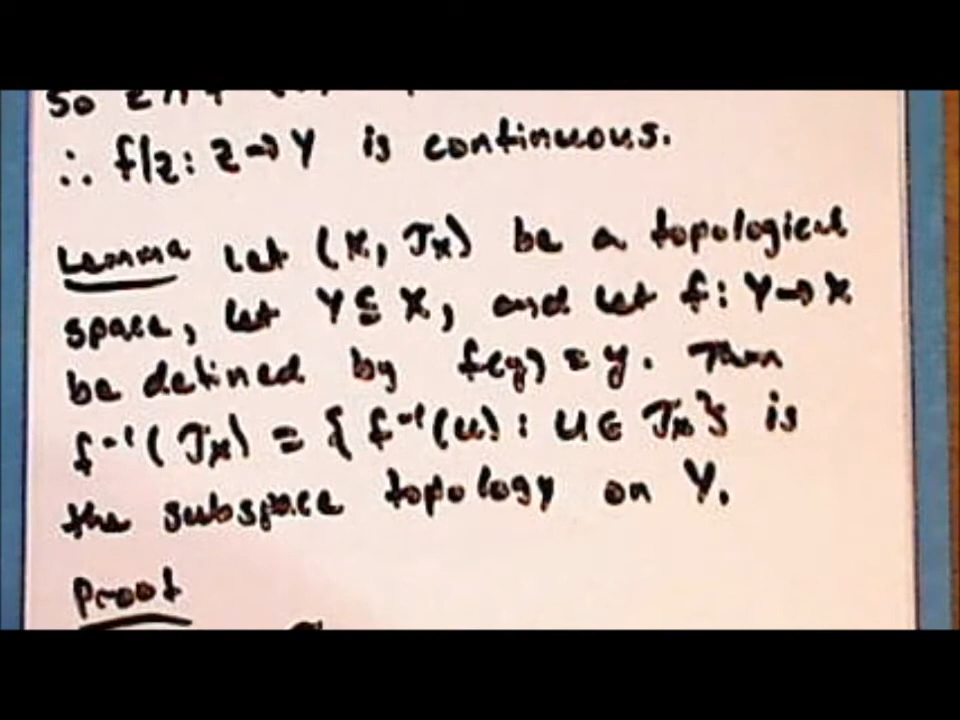 So
∴ f/z: z→Y is continuous.
Lemma Let (X, Jx) be a topological
space, let Y ⊆ X, and let f: Y→X
be defined by f(y) = y. Then
f⁻¹(Jx) = { f⁻¹(U) : U ∈ Jx } is
the subspace topology on Y.
Proof